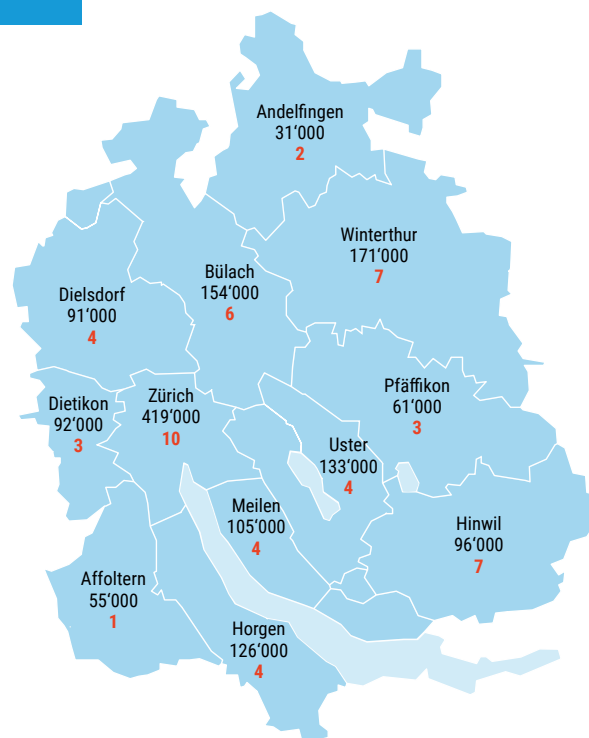 Andelfingen
31‘000
2
Winterthur
171‘000
7
Bülach
154‘000
6
Dielsdorf
91‘000
4
Pfäffikon
61‘000
3
Dietikon
92‘000
3
Zürich
419‘000
10
Uster
133‘000
4
Meilen
105‘000
4
Hinwil
96‘000
7
Affoltern
55‘000
1
Horgen
126‘000
4